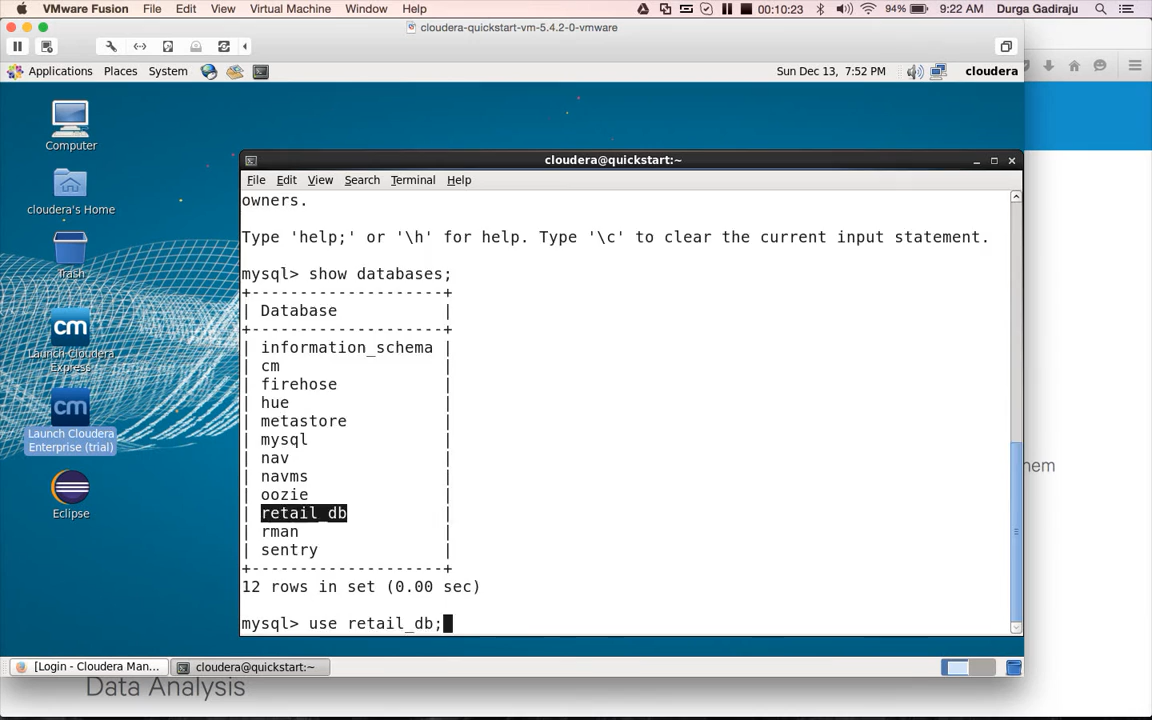 VMware Fusion File Edit View Virtual Machine Window Help 00:10:23 94% 9:22 AM Durga Gadiraju
cloudera-quickstart-vm-5.4.2-0-vmware
Applications Places System Sun Dec 13, 7:52 PM cloudera
Computer
cloudera's Home
Trash
cm
Launch Cloudera
Express
cm
Launch Cloudera
Enterprise (trial)
Eclipse
cloudera@quickstart:~
File Edit View Search Terminal Help
owners.
Type 'help;' or '\h' for help. Type '\c' to clear the current input statement.
mysql> show databases;
+--------------------+
| Database           |
+--------------------+
| information_schema |
| cm                 |
| firehose           |
| hue                |
| metastore          |
| mysql              |
| nav                |
| navms              |
| oozie              |
| retail_db          |
| rman               |
| sentry             |
+--------------------+
12 rows in set (0.00 sec)
mysql> use retail_db;
hem
[Login - Cloudera Man...
cloudera@quickstart:~
Data Analysis